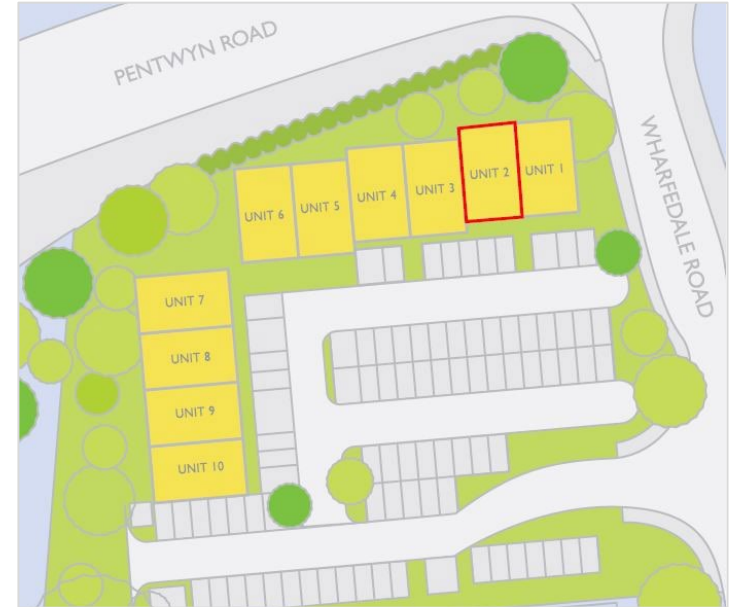 PENTWYN ROAD
WHARFEDALE ROAD
UNIT 1
UNIT 2
UNIT 3
UNIT 4
UNIT 5
UNIT 6
UNIT 7
UNIT 8
UNIT 9
UNIT 10